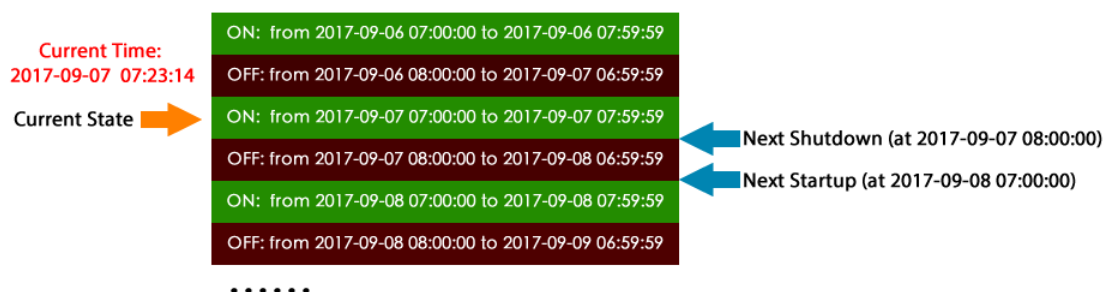 Current Time:
2017-09-07 07:23:14
Current State
ON: from 2017-09-06 07:00:00 to 2017-09-06 07:59:59
OFF: from 2017-09-06 08:00:00 to 2017-09-07 06:59:59
ON: from 2017-09-07 07:00:00 to 2017-09-07 07:59:59
OFF: from 2017-09-07 08:00:00 to 2017-09-08 06:59:59
ON: from 2017-09-08 07:00:00 to 2017-09-08 07:59:59
OFF: from 2017-09-08 08:00:00 to 2017-09-09 06:59:59
......
Next Shutdown (at 2017-09-07 08:00:00)
Next Startup (at 2017-09-08 07:00:00)